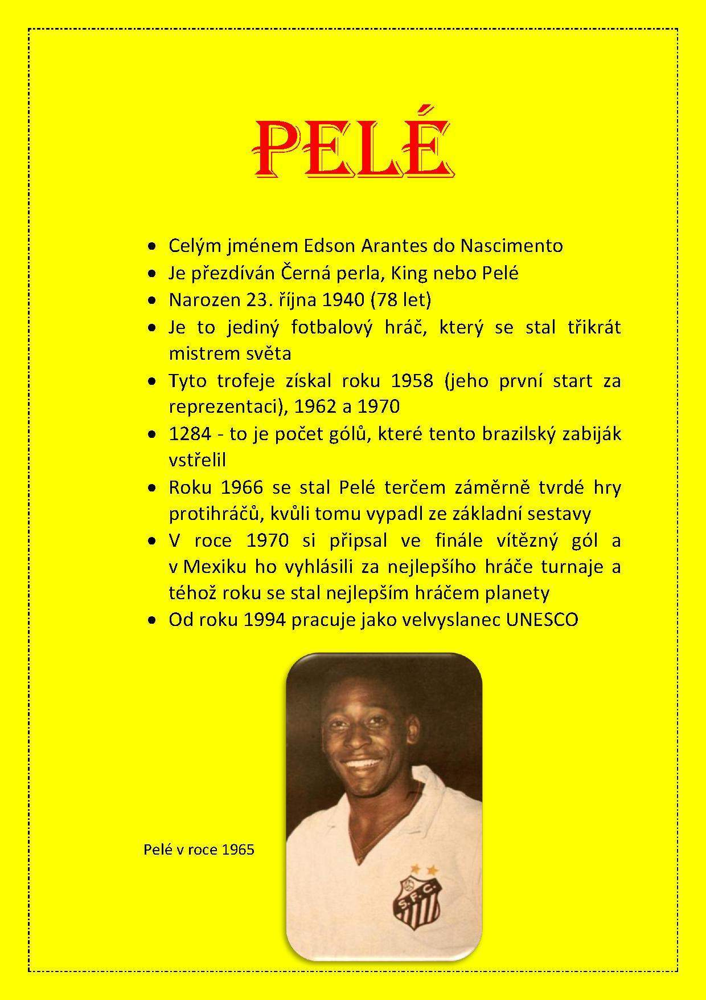 PELÉ
• Celým jménem Edson Arantes do Nascimento
• Je přezdíván Černá perla, King nebo Pelé
• Narozen 23. října 1940 (78 let)
• Je to jediný fotbalový hráč, který se stal třikrát
mistrem světa
• Tyto trofeje získal roku 1958 (jeho první start za
reprezentaci), 1962 a 1970
• 1284 - to je počet gólů, které tento brazilský zabiják
vstřelil
• Roku 1966 se stal Pelé terčem záměrně tvrdé hry
protihráčů, kvůli tomu vypadl ze základní sestavy
• V roce 1970 si připsal ve finále vítězný gól a
v Mexiku ho vyhlásili za nejlepšího hráče turnaje a
téhož roku se stal nejlepším hráčem planety
• Od roku 1994 pracuje jako velvyslanec UNESCO
Pelé v roce 1965
S.F.C.